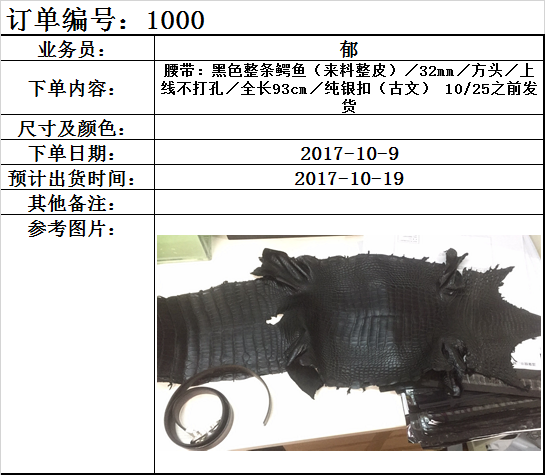 订单编号：1000
业务员： 郁
下单内容： 腰带：黑色整条鳄鱼（来料整皮）／32mm／方头／上
线不打孔／全长93cm／纯银扣（古文） 10/25之前发
货
尺寸及颜色：
下单日期： 2017-10-9
预计出货时间： 2017-10-19
其他备注：
参考图片：